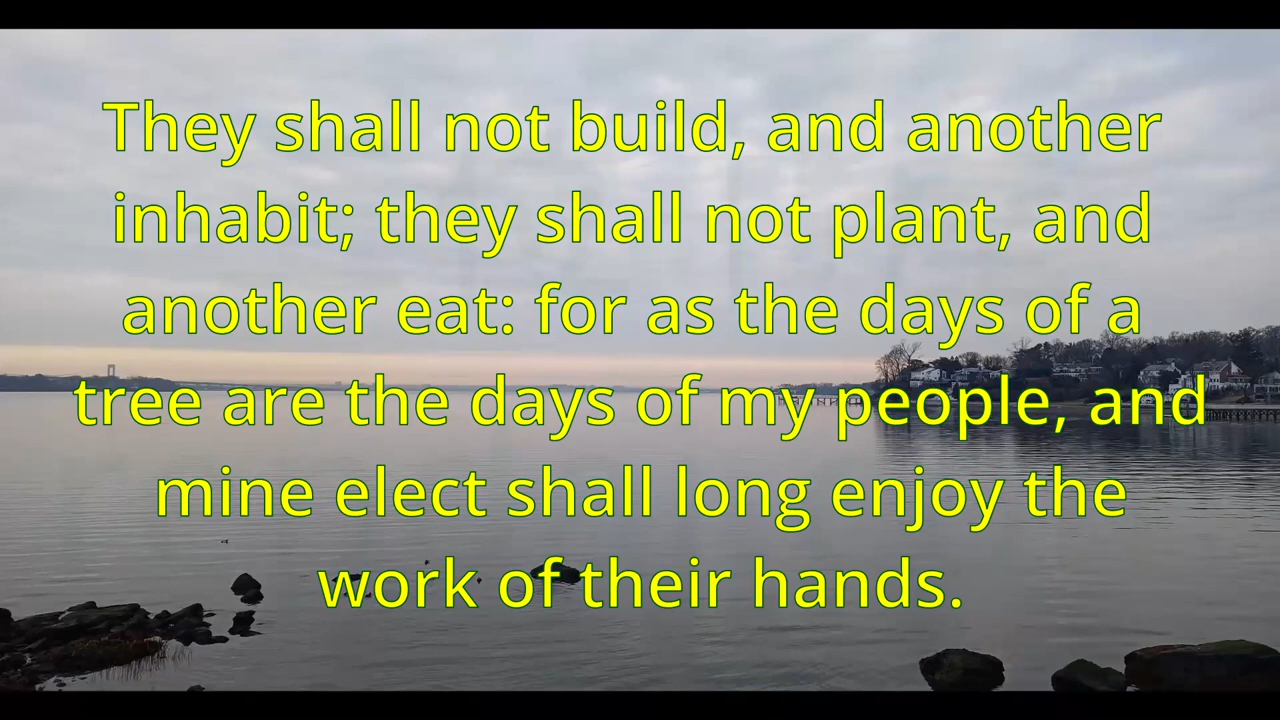 They shall not build, and another
inhabit; they shall not plant, and
another eat: for as the days of a
tree are the days of my people, and
mine elect shall long enjoy the
work of their hands.